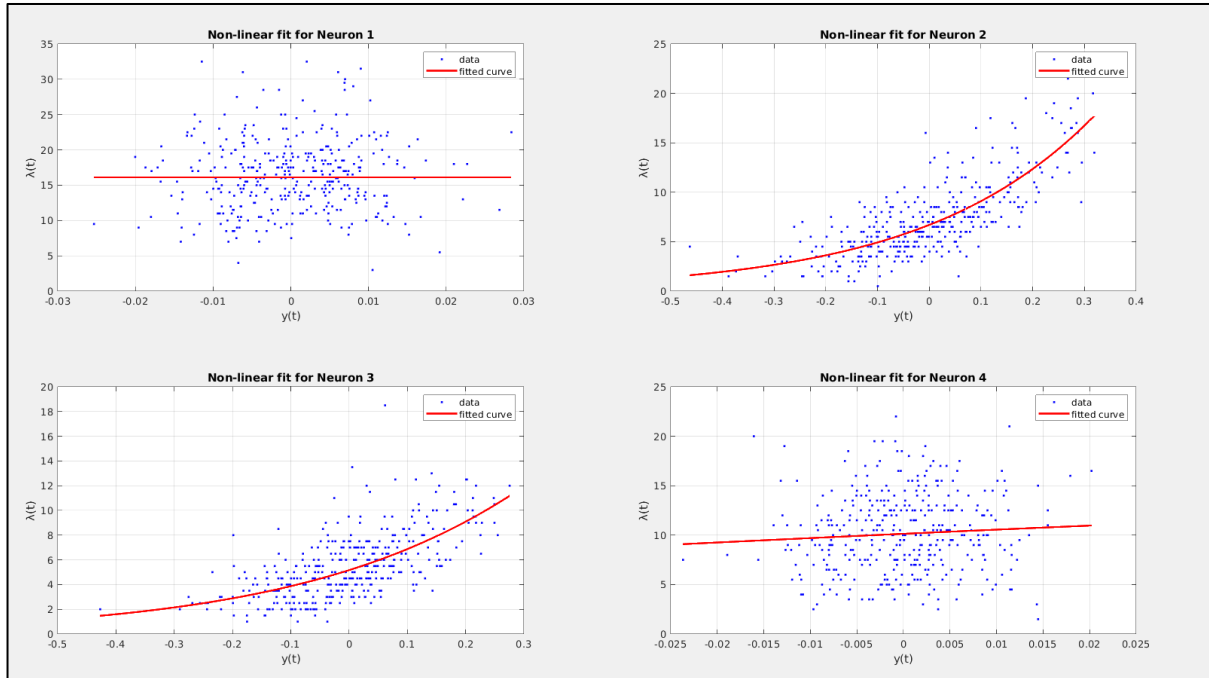 Non-linear fit for Neuron 1
35
30
25
20
15
10
5
0
λ(t)
data
fitted curve
-0.03 -0.02 -0.01 0 0.01 0.02 0.03
y(t)
Non-linear fit for Neuron 2
25
20
15
10
5
0
λ(t)
data
fitted curve
-0.5 -0.4 -0.3 -0.2 -0.1 0 0.1 0.2 0.3 0.4
y(t)
Non-linear fit for Neuron 3
20
18
16
14
12
10
8
6
4
2
0
λ(t)
data
fitted curve
-0.5 -0.4 -0.3 -0.2 -0.1 0 0.1 0.2 0.3
y(t)
Non-linear fit for Neuron 4
25
20
15
10
5
0
λ(t)
data
fitted curve
-0.025 -0.02 -0.015 -0.01 -0.005 0 0.005 0.01 0.015 0.02 0.025
y(t)